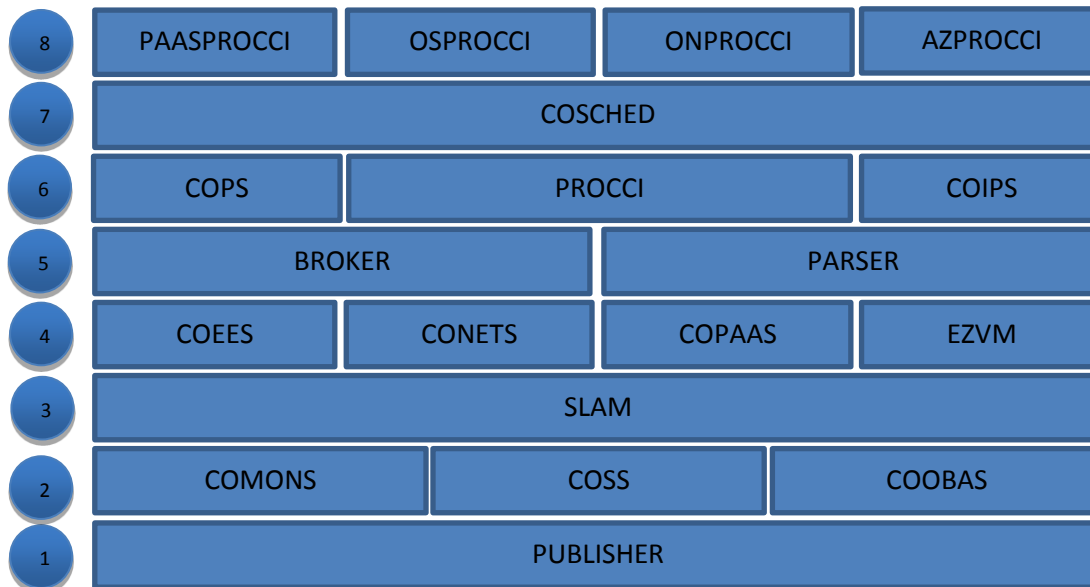 8 PAASPROCCI OSPROCCI ONPROCCI AZPROCCI
7 COSCHED
6 COPS PROCCI COIPS
5 BROKER PARSER
4 COEES CONETS COPAAS EZVM
3 SLAM
2 COMONS COSS COOBAS
1 PUBLISHER